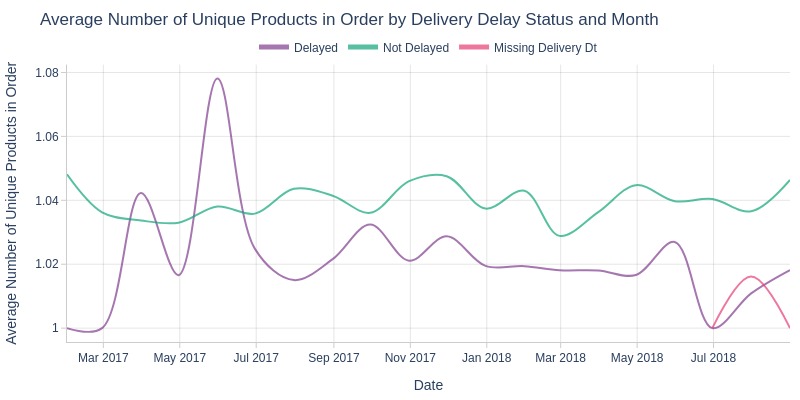 Average Number of Unique Products in Order by Delivery Delay Status and Month
Delayed Not Delayed Missing Delivery Dt
Average Number of Unique Products in Order
1.08
1.06
1.04
1.02
1
Mar 2017 May 2017 Jul 2017 Sep 2017 Nov 2017 Jan 2018 Mar 2018 May 2018 Jul 2018
Date